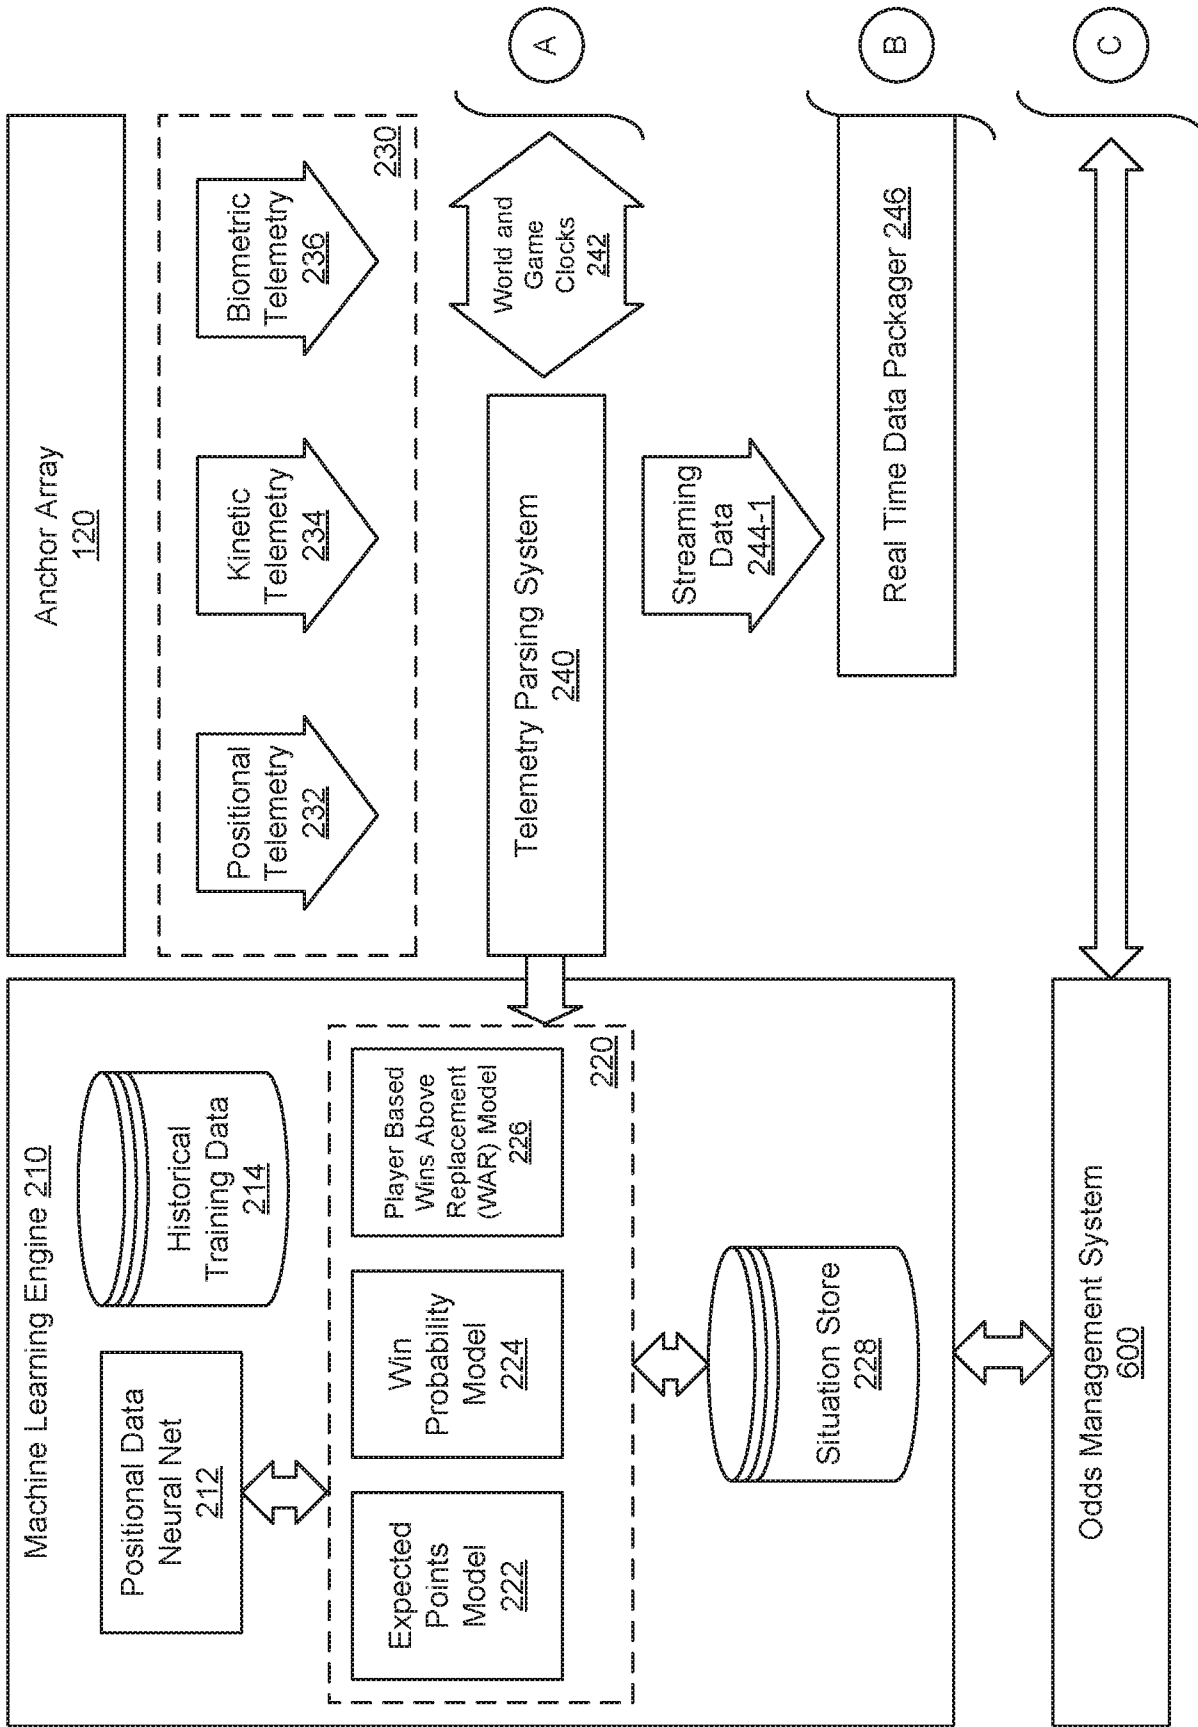 Machine Learning Engine 210
Positional Data
Neural Net
212
Historical
Training Data
214
Expected
Points
Model
222
Win
Probability
Model
224
Player Based
Wins Above
Replacement
(WAR) Model
226
220
Situation Store
228
Odds Management System
600
Anchor Array
120
Positional
Telemetry
232
Kinetic
Telemetry
234
Biometric
Telemetry
236
230
Telemetry Parsing System
240
World and
Game
Clocks
242
A
Streaming
Data
244-1
Real Time Data Packager 246
B
C